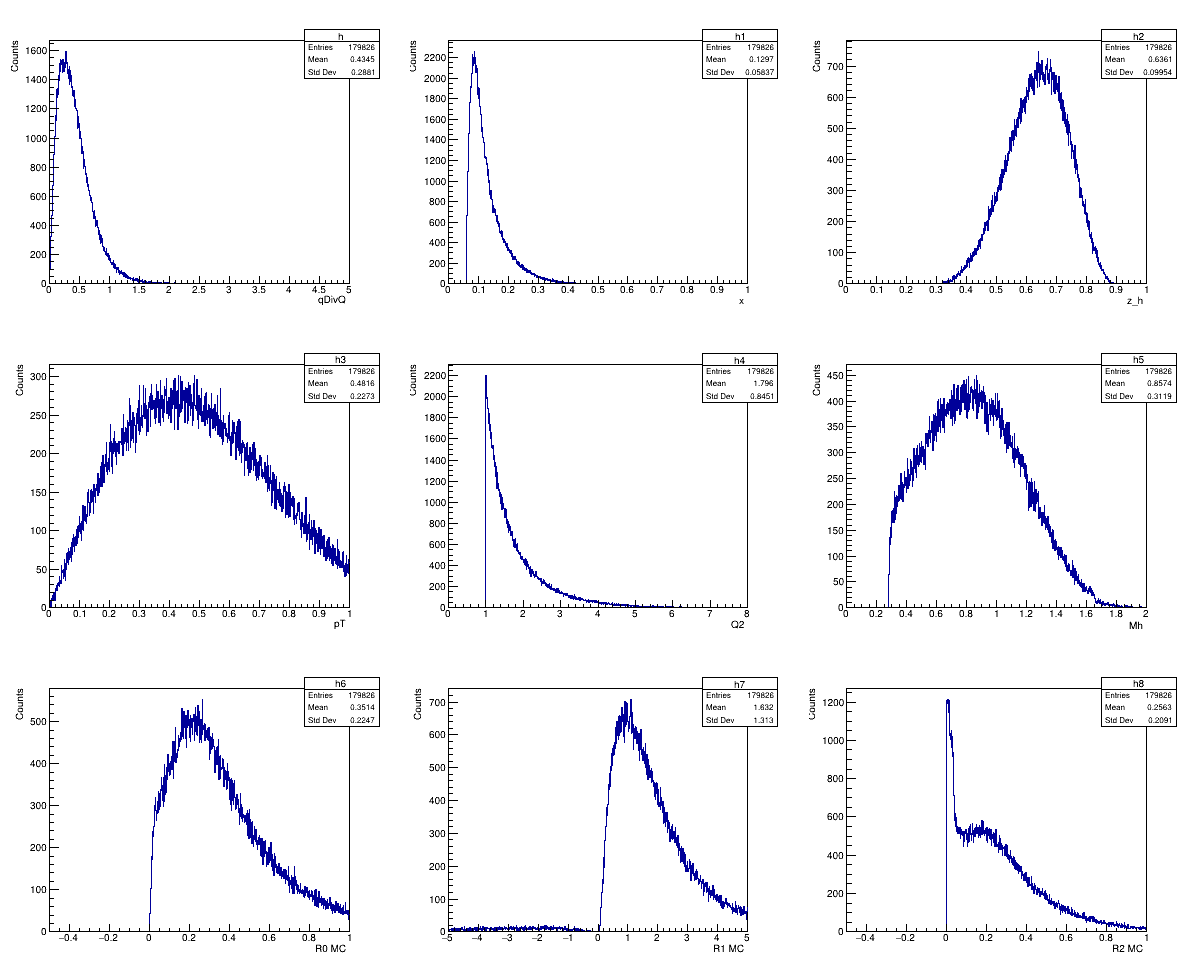 h
Entries 179826
Mean 0.4345
Std Dev 0.2881
Counts
1600
1400
1200
1000
800
600
400
200
0
0 0.5 1 1.5 2 2.5 3 3.5 4 4.5 5
qDivQ
h1
Entries 179826
Mean 0.1297
Std Dev 0.05837
Counts
2200
2000
1800
1600
1400
1200
1000
800
600
400
200
0
0 0.1 0.2 0.3 0.4 0.5 0.6 0.7 0.8 0.9 1
x
h2
Entries 179826
Mean 0.6361
Std Dev 0.09954
Counts
700
600
500
400
300
200
100
0
0 0.1 0.2 0.3 0.4 0.5 0.6 0.7 0.8 0.9 1
z_h
h3
Entries 179826
Mean 0.4816
Std Dev 0.2273
Counts
300
250
200
150
100
50
0
0 0.1 0.2 0.3 0.4 0.5 0.6 0.7 0.8 0.9 1
pT
h4
Entries 179826
Mean 1.796
Std Dev 0.8451
Counts
2200
2000
1800
1600
1400
1200
1000
800
600
400
200
0
0 1 2 3 4 5 6 7 8
Q2
h5
Entries 179826
Mean 0.8574
Std Dev 0.3119
Counts
450
400
350
300
250
200
150
100
50
0
0 0.2 0.4 0.6 0.8 1 1.2 1.4 1.6 1.8 2
Mh
h6
Entries 179826
Mean 0.3514
Std Dev 0.2247
Counts
500
400
300
200
100
0
−0.4 −0.2 0 0.2 0.4 0.6 0.8 1
R0 MC
h7
Entries 179826
Mean 1.632
Std Dev 1.313
Counts
700
600
500
400
300
200
100
0
−5 −4 −3 −2 −1 0 1 2 3 4 5
R1 MC
h8
Entries 179826
Mean 0.2563
Std Dev 0.2091
Counts
1200
1000
800
600
400
200
0
−0.4 −0.2 0 0.2 0.4 0.6 0.8 1
R2 MC